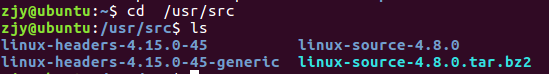 zjy@ubuntu:~$ cd  /usr/src
zjy@ubuntu:/usr/src$ ls
linux-headers-4.15.0-45          linux-source-4.8.0
linux-headers-4.15.0-45-generic  linux-source-4.8.0.tar.bz2